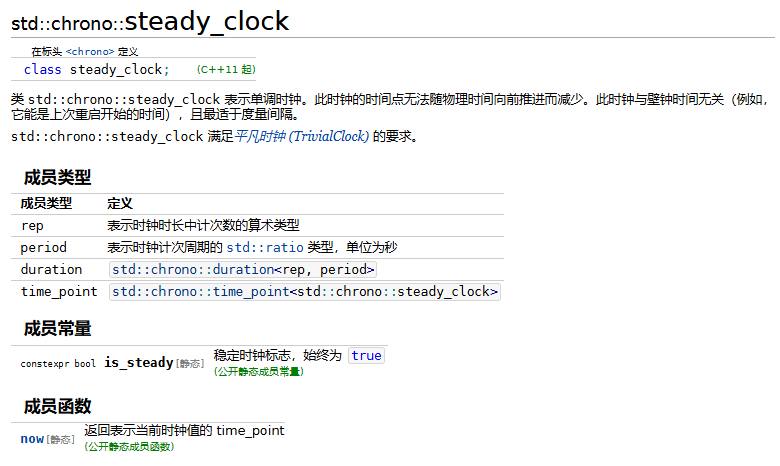 std::chrono::steady_clock
在标头 <chrono> 定义
class steady_clock; (C++11 起)
类 std::chrono::steady_clock 表示单调时钟。此时钟的时间点无法随物理时间向前推进而减少。此时钟与壁钟时间无关（例如，
它能是上次重启开始的时间），且最适于度量间隔。
std::chrono::steady_clock 满足平凡时钟 (TrivialClock) 的要求。
成员类型
成员类型 定义
rep 表示时钟时长中计次数的算术类型
period 表示时钟计次周期的 std::ratio 类型，单位为秒
duration std::chrono::duration<rep, period>
time_point std::chrono::time_point<std::chrono::steady_clock>
成员常量
constexpr bool is_steady[静态] 稳定时钟标志，始终为 true
(公开静态成员常量)
成员函数
now[静态] 返回表示当前时钟值的 time_point
(公开静态成员函数)